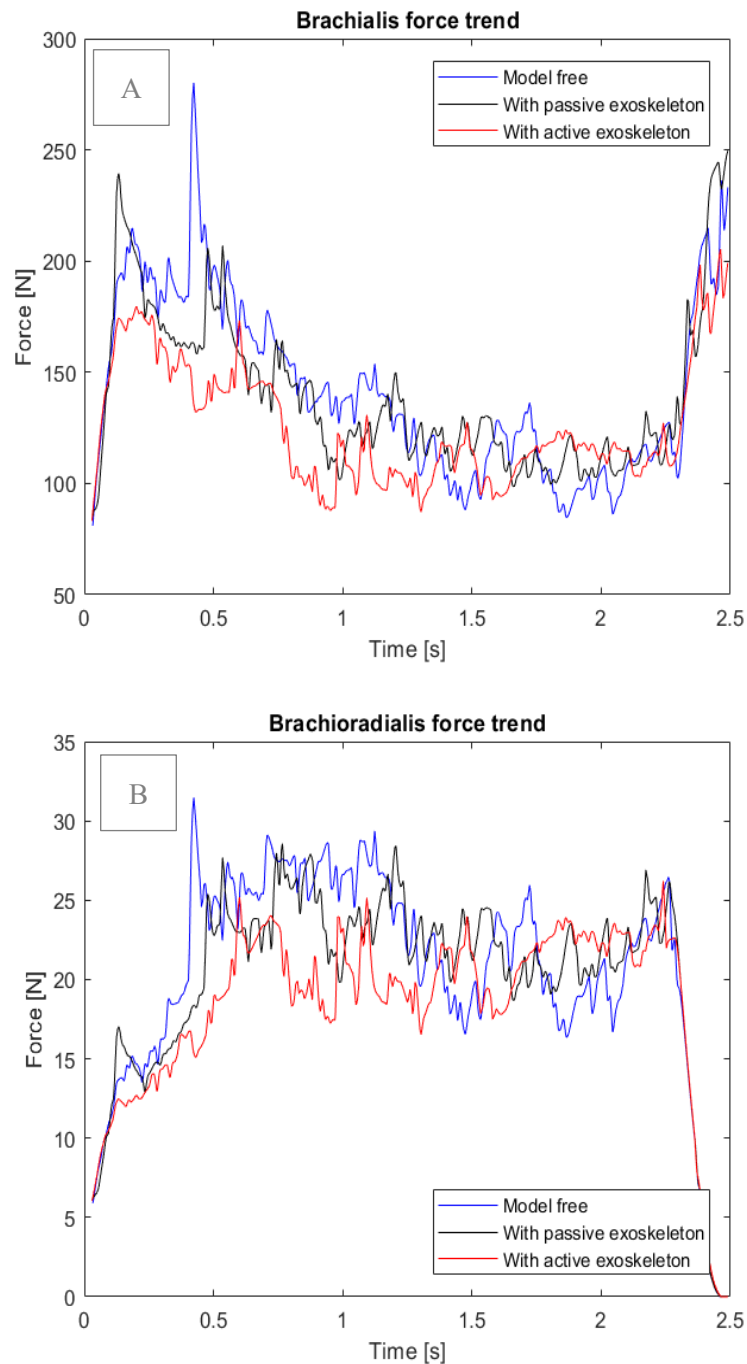 Brachialis force trend
A
Model free
With passive exoskeleton
With active exoskeleton
300
250
200
150
100
50
Force [N]
0
0.5
1
1.5
2
2.5
Time [s]
Brachioradialis force trend
B
35
30
25
20
15
10
5
0
Force [N]
Model free
With passive exoskeleton
With active exoskeleton
0
0.5
1
1.5
2
2.5
Time [s]